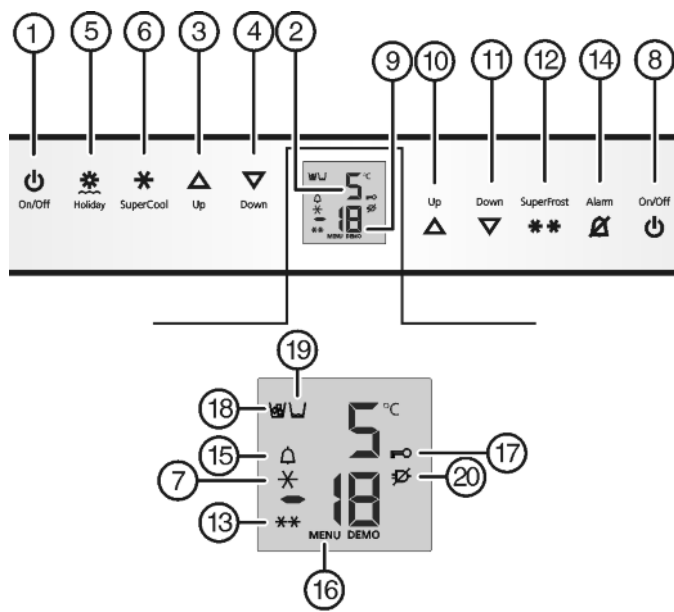 1 5 6 3 4 2 9 10 11 12 14 8
On/Off Holiday SuperCool Up Down
5 °C
18
MENU DEMO
Up Down SuperFrost Alarm On/Off
19
18
5 °C
15
17
7
20
18
13
MENU DEMO
16